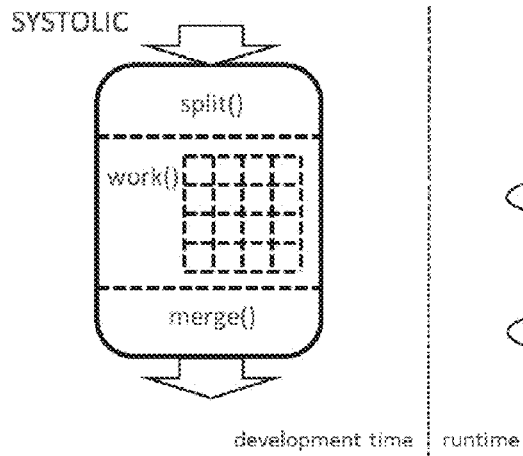 SYSTOLIC
split()
work()
merge()
development time
runtime